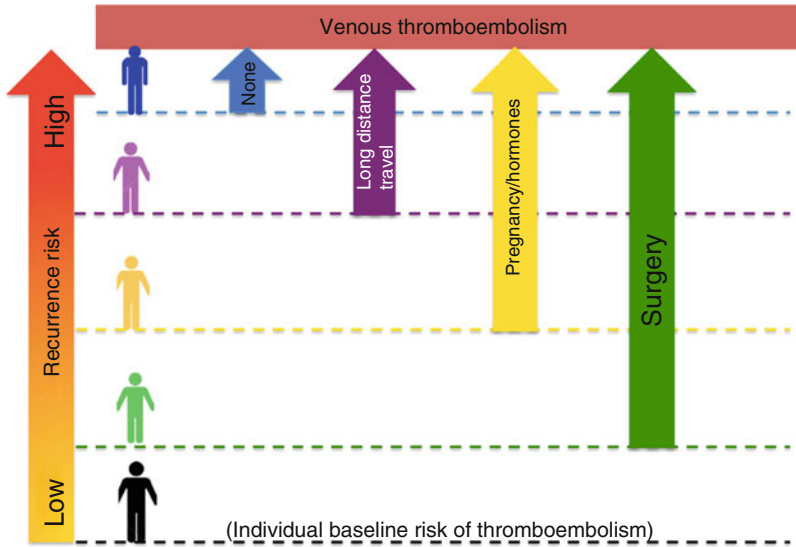 Venous thromboembolism
High
Recurrence risk
Low
None
Long distance
travel
Pregnancy/hormones
Surgery
(Individual baseline risk of thromboembolism)